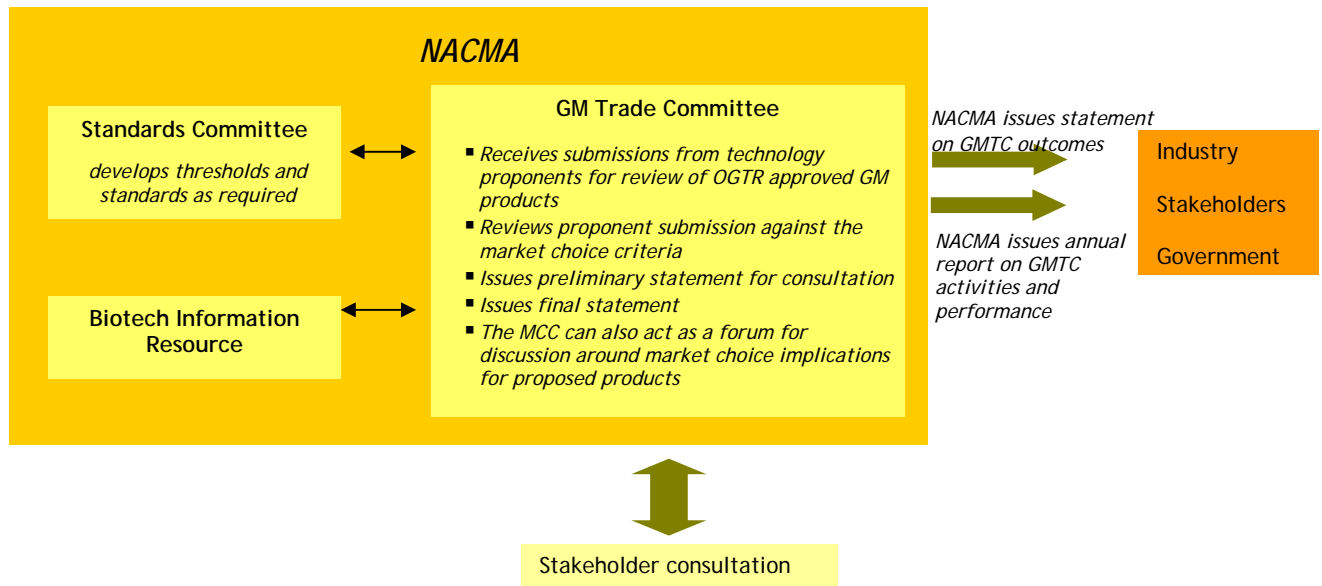 NACMA
Standards Committee
develops thresholds and
standards as required
Biotech Information
Resource
GM Trade Committee
▪ Receives submissions from technology
proponents for review of OGTR approved GM
products
▪ Reviews proponent submission against the
market choice criteria
▪ Issues preliminary statement for consultation
▪ Issues final statement
▪ The MCC can also act as a forum for
discussion around market choice implications
for proposed products
NACMA issues statement
on GMTC outcomes
NACMA issues annual
report on GMTC
activities and
performance
Industry
Stakeholders
Government
Stakeholder consultation